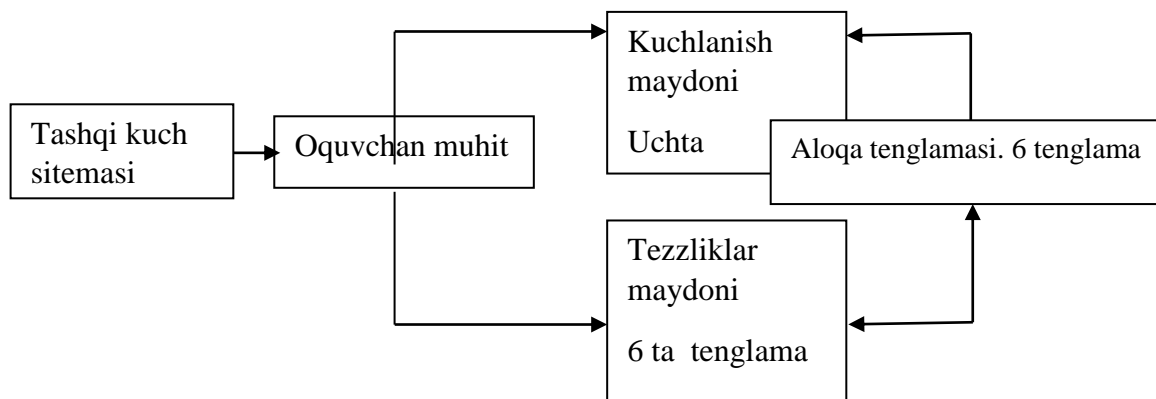 Tashqi kuch
sitemasi
Oquvchan muhit
Kuchlanish
maydoni
Uchta
Aloqa tenglamasi. 6 tenglama
Tezzliklar
maydoni
6 ta tenglama